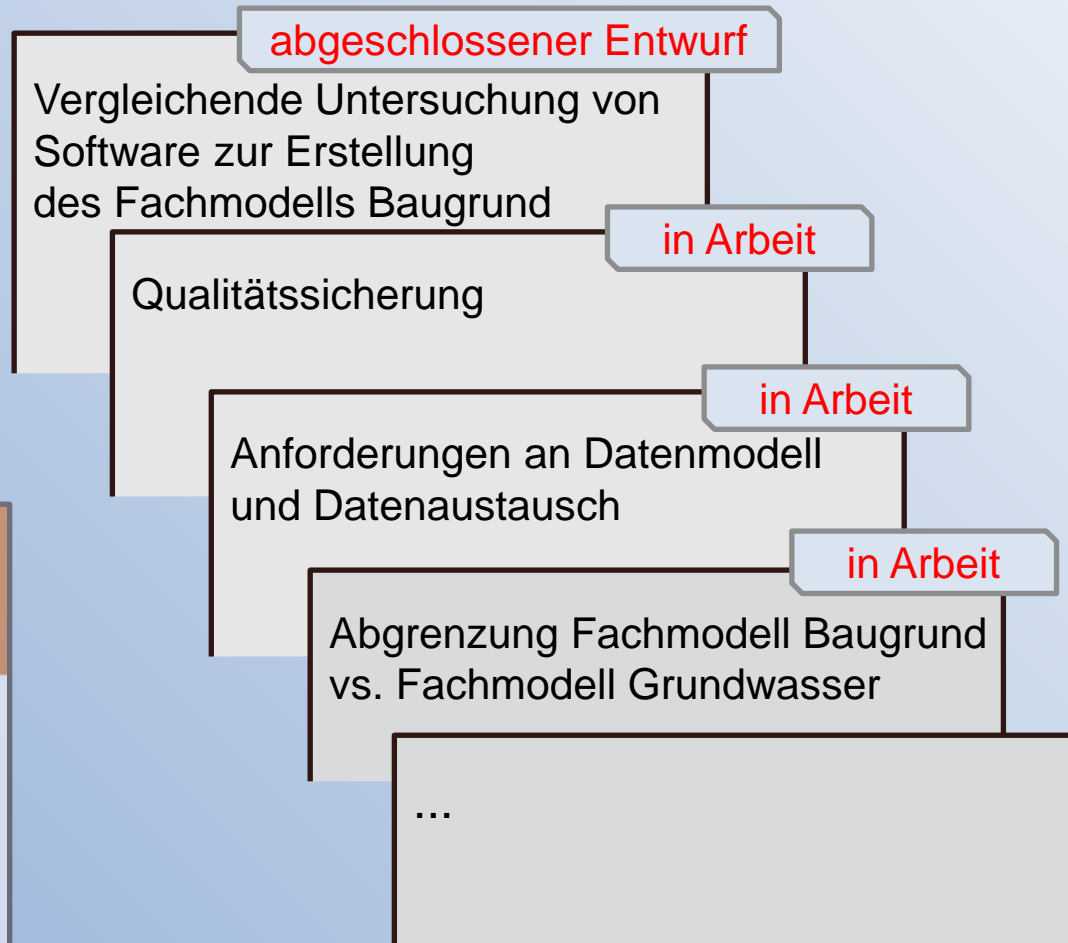 abgeschlossener Entwurf
Vergleichende Untersuchung von
Software zur Erstellung
des Fachmodells Baugrund
in Arbeit
Qualitätssicherung
in Arbeit
Anforderungen an Datenmodell
und Datenaustausch
in Arbeit
Abgrenzung Fachmodell Baugrund
vs. Fachmodell Grundwasser
...